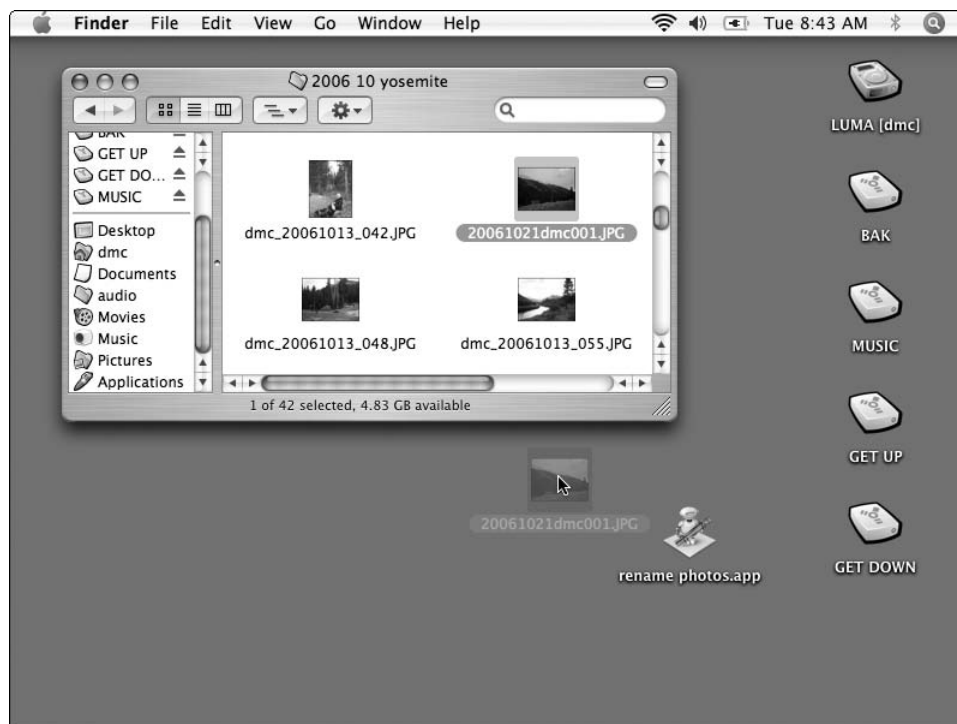 Finder File Edit View Go Window Help Tue 8:43 AM
2006 10 yosemite
BAK
GET UP
GET DO...
MUSIC
Desktop
dmc
Documents
audio
Movies
Music
Pictures
Applications
dmc_20061013_042.JPG
20061021dmc001.JPG
dmc_20061013_048.JPG
dmc_20061013_055.JPG
1 of 42 selected, 4.83 GB available
20061021dmc001.JPG
rename photos.app
LUMA [dmc]
BAK
MUSIC
GET UP
GET DOWN